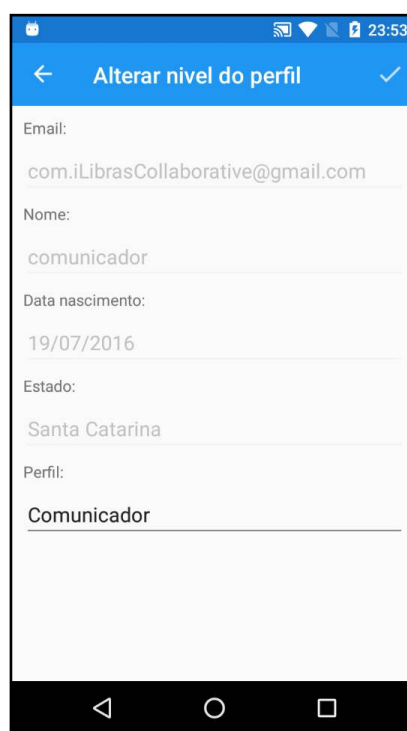 23:53
Alterar nivel do perfil
Email:
com.iLibrasCollaborative@gmail.com
Nome:
comunicador
Data nascimento:
19/07/2016
Estado:
Santa Catarina
Perfil:
Comunicador